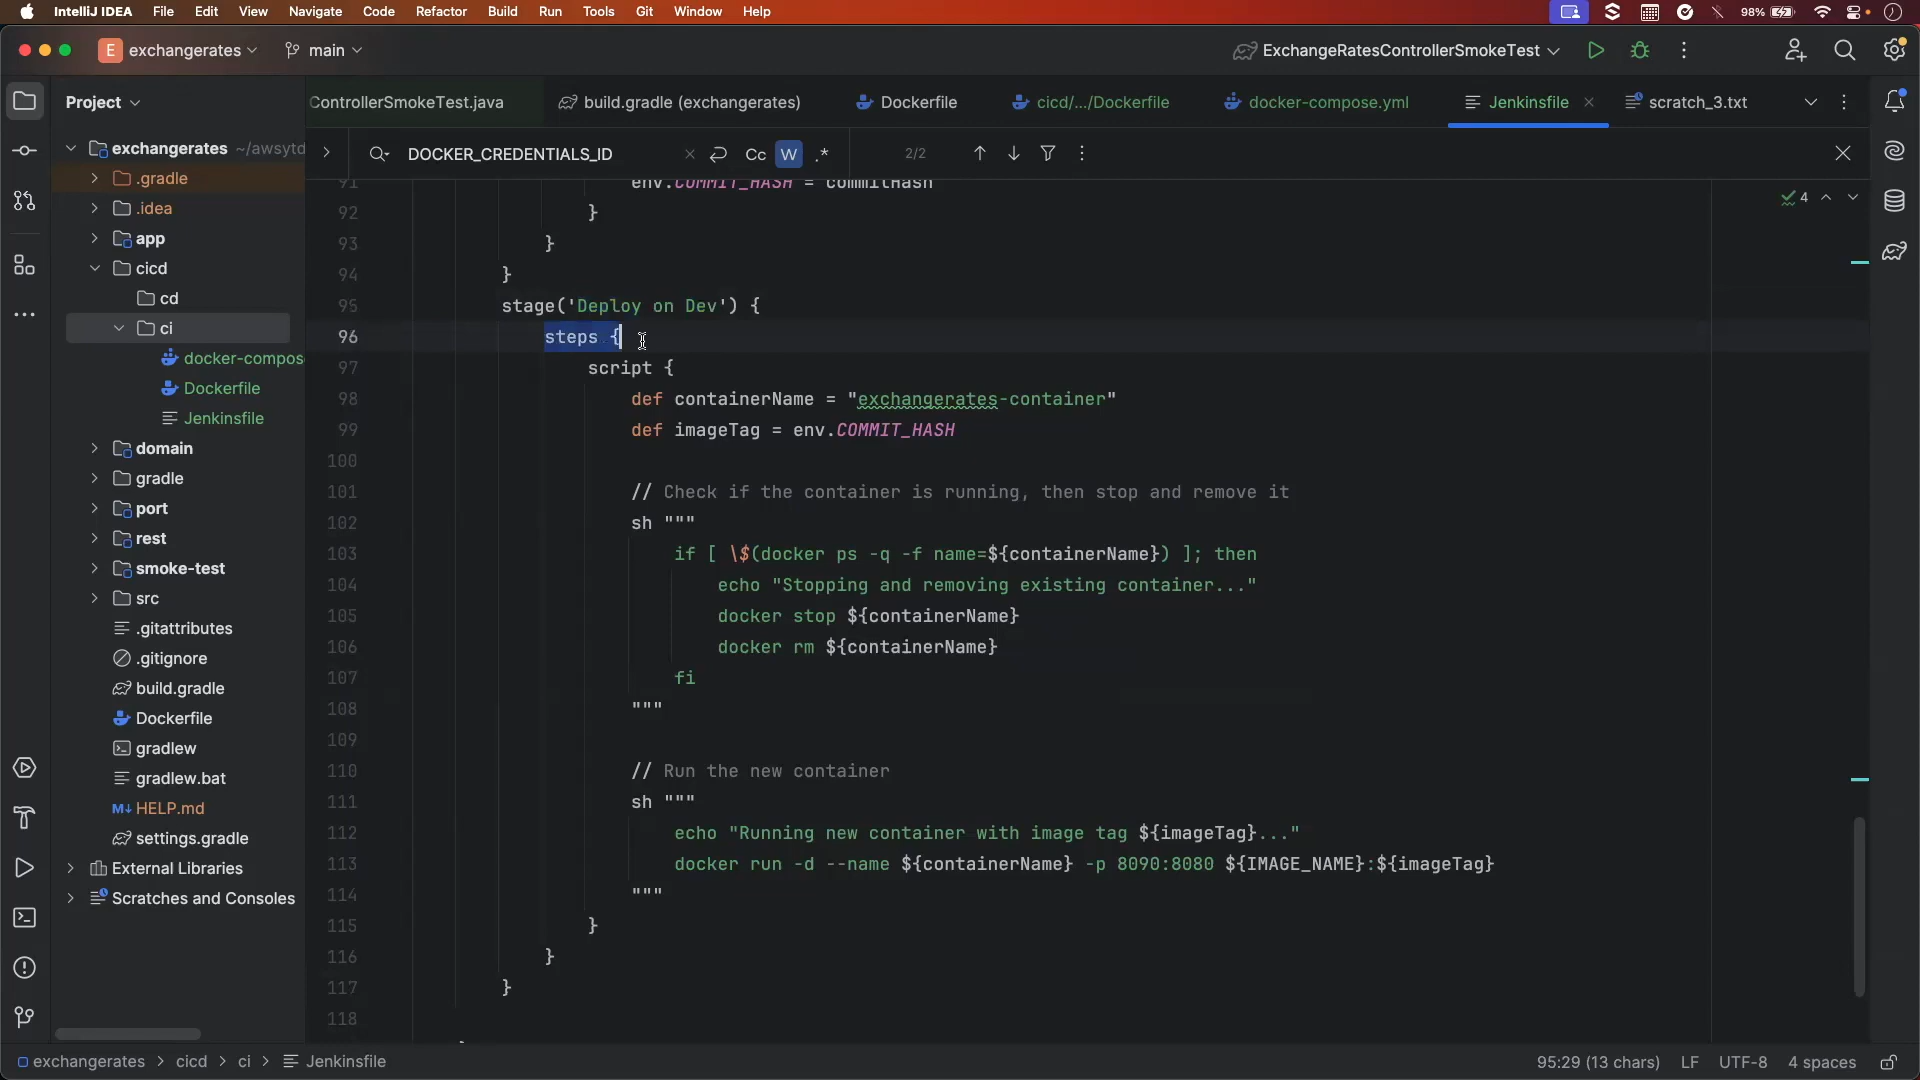 IntelliJ IDEA File Edit View Navigate Code Refactor Build Run Tools Git Window Help 98%
E exchangerates main ExchangeRatesControllerSmokeTest
Project ControllerSmokeTest.java build.gradle (exchangerates) Dockerfile cicd/.../Dockerfile docker-compose.yml Jenkinsfile scratch_3.txt
DOCKER_CREDENTIALS_ID Cc W .* 2/2
exchangerates ~/awsytd
.gradle
.idea
app
cicd
cd
ci
docker-compos
Dockerfile
Jenkinsfile
domain
gradle
port
rest
smoke-test
src
.gitattributes
.gitignore
build.gradle
Dockerfile
gradlew
gradlew.bat
M↓ HELP.md
settings.gradle
External Libraries
Scratches and Consoles
4
91 env.COMMIT_HASH = commitHash
92 }
93 }
94 }
95 stage('Deploy on Dev') {
96 steps {
97 script {
98 def containerName = "exchangerates-container"
99 def imageTag = env.COMMIT_HASH
100
101 // Check if the container is running, then stop and remove it
102 sh """
103 if [ \$(docker ps -q -f name=${containerName}) ]; then
104 echo "Stopping and removing existing container..."
105 docker stop ${containerName}
106 docker rm ${containerName}
107 fi
108 """
109
110 // Run the new container
111 sh """
112 echo "Running new container with image tag ${imageTag}..."
113 docker run -d --name ${containerName} -p 8090:8080 ${IMAGE_NAME}:${imageTag}
114 """
115 }
116 }
117 }
118
exchangerates > cicd > ci > Jenkinsfile 95:29 (13 chars) LF UTF-8 4 spaces